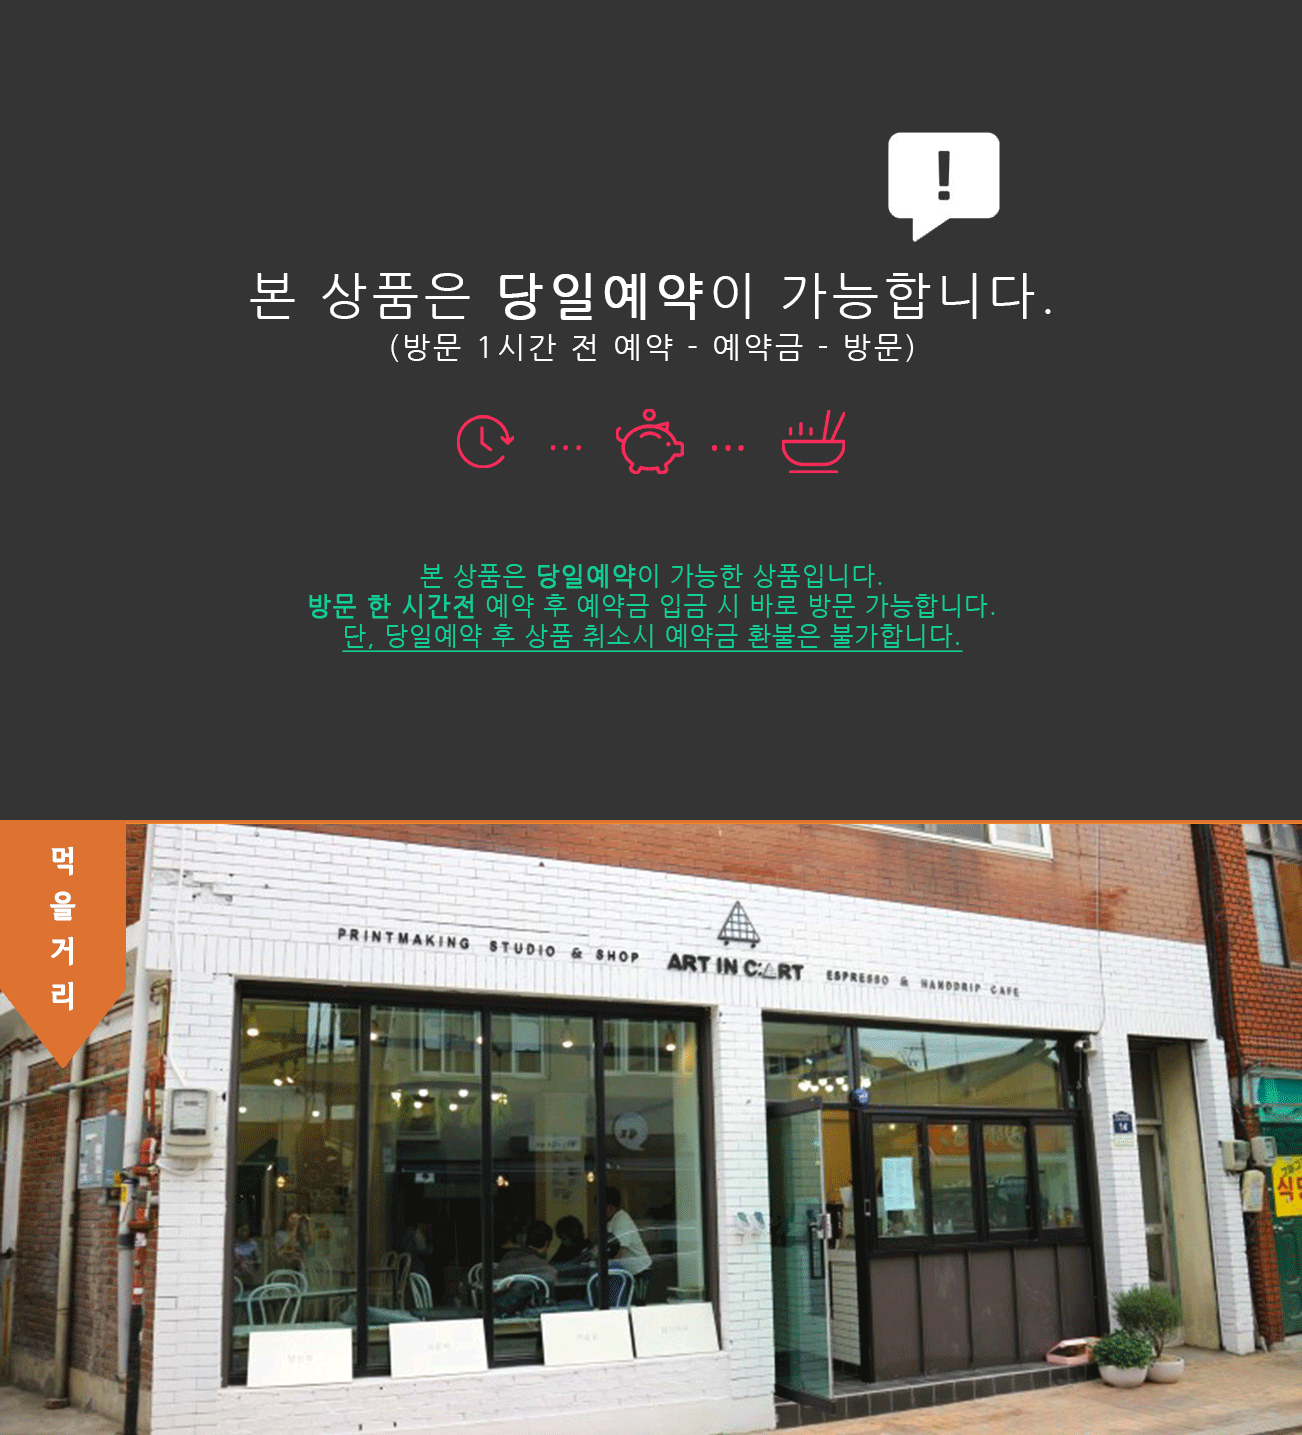 !
본 상품은 당일예약이 가능합니다.
(방문 1시간 전 예약 - 예약금 - 방문)
본 상품은 당일예약이 가능한 상품입니다.
방문 한 시간전 예약 후 예약금 입금 시 바로 방문 가능합니다.
단, 당일예약 후 상품 취소시 예약금 환불은 불가합니다.
먹을거리
PRINTMAKING STUDIO & SHOP
ART IN CART
ESPRESSO & HANDDRIP CAFE
14